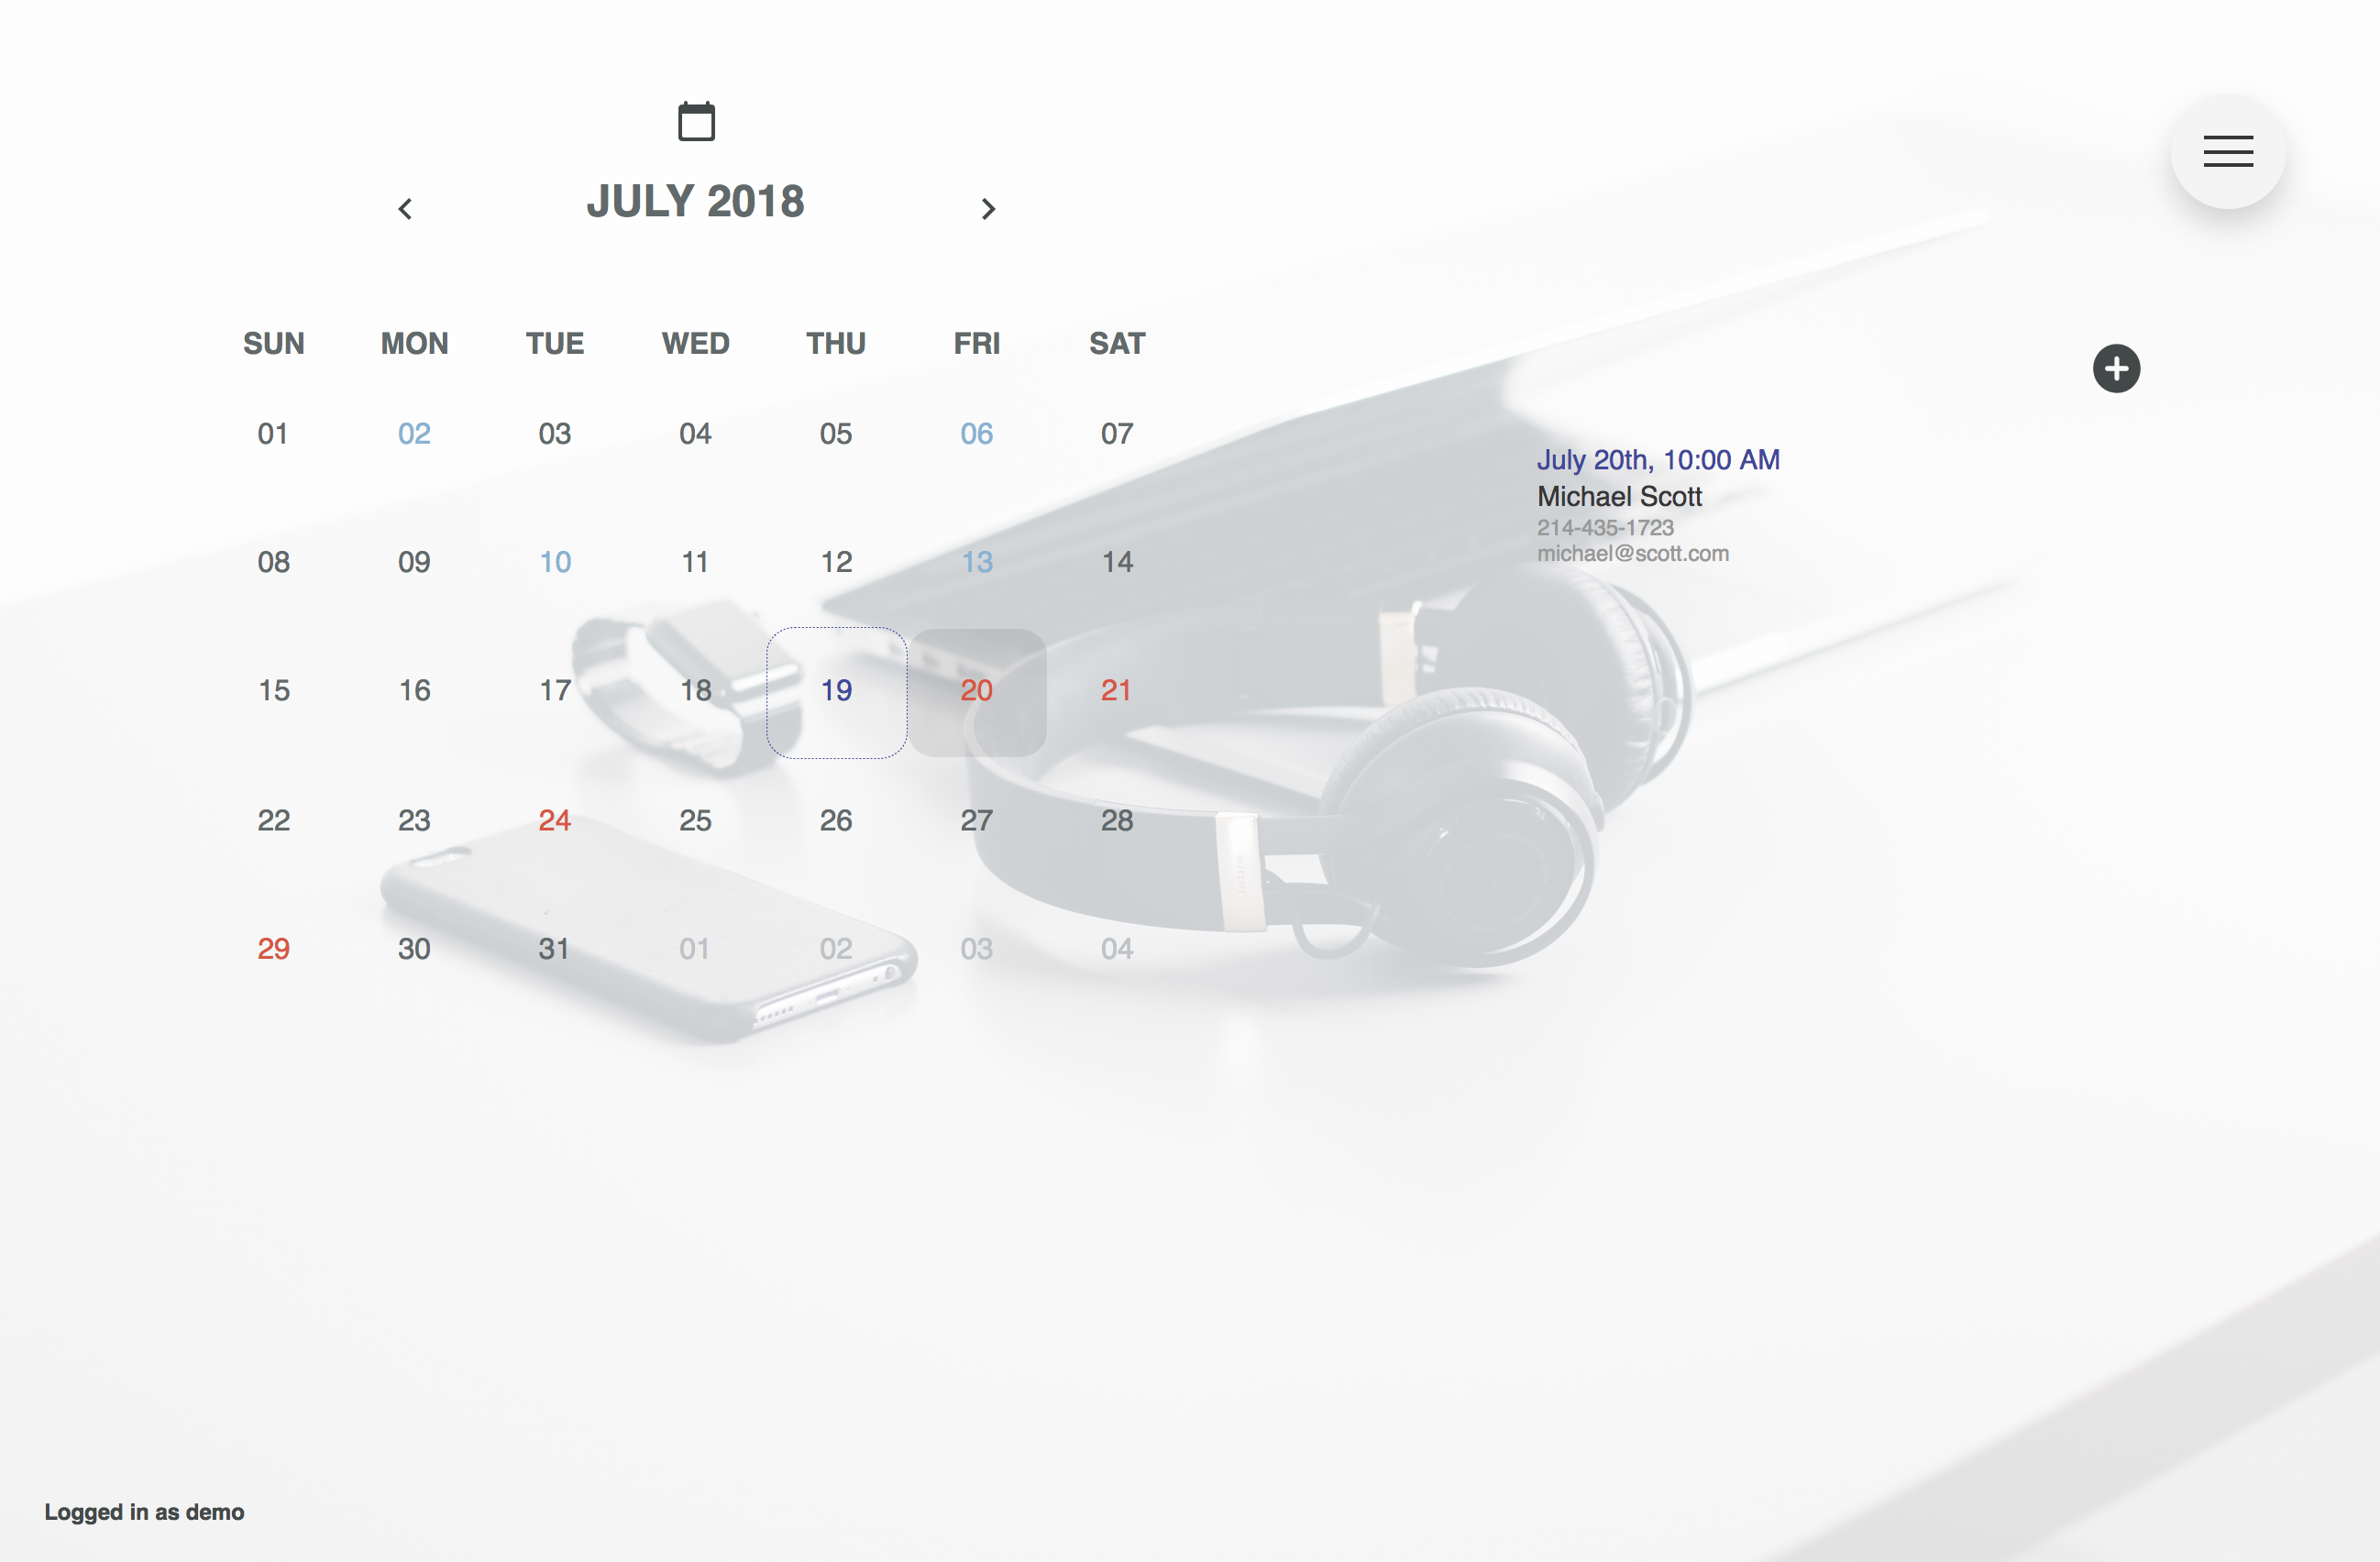 JULY 2018
SUN MON TUE WED THU FRI SAT
01 02 03 04 05 06 07
08 09 10 11 12 13 14
15 16 17 18 19 20 21
22 23 24 25 26 27 28
29 30 31 01 02 03 04
July 20th, 10:00 AM
Michael Scott
214-435-1723
michael@scott.com
Logged in as demo